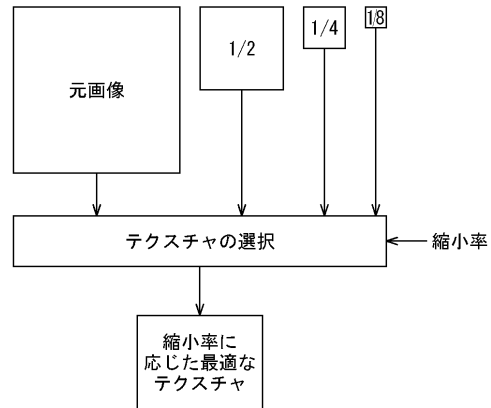 元画像
1/2
1/4
1/8
テクスチャの選択
縮小率
縮小率に
応じた最適な
テクスチャ